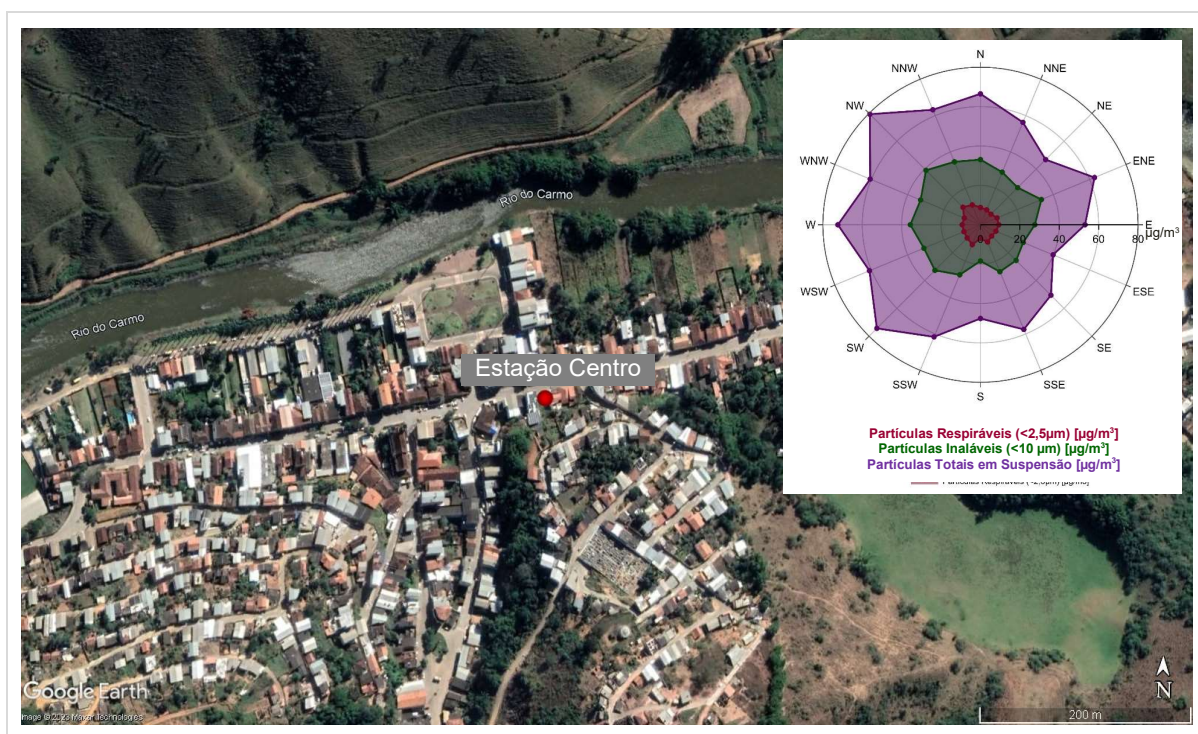 N
NNW
NNE
NW
NE
WNW
ENE
W
E
0
20
40
60
80
µg/m³
WSW
ESE
SW
SE
SSW
SSE
S
Partículas Respiráveis (<2,5µm) [µg/m³]
Partículas Inaláveis (<10 µm) [µg/m³]
Partículas Totais em Suspensão [µg/m³]
Rio do Carmo
Rio do Carmo
Estação Centro
Google Earth
N
200 m